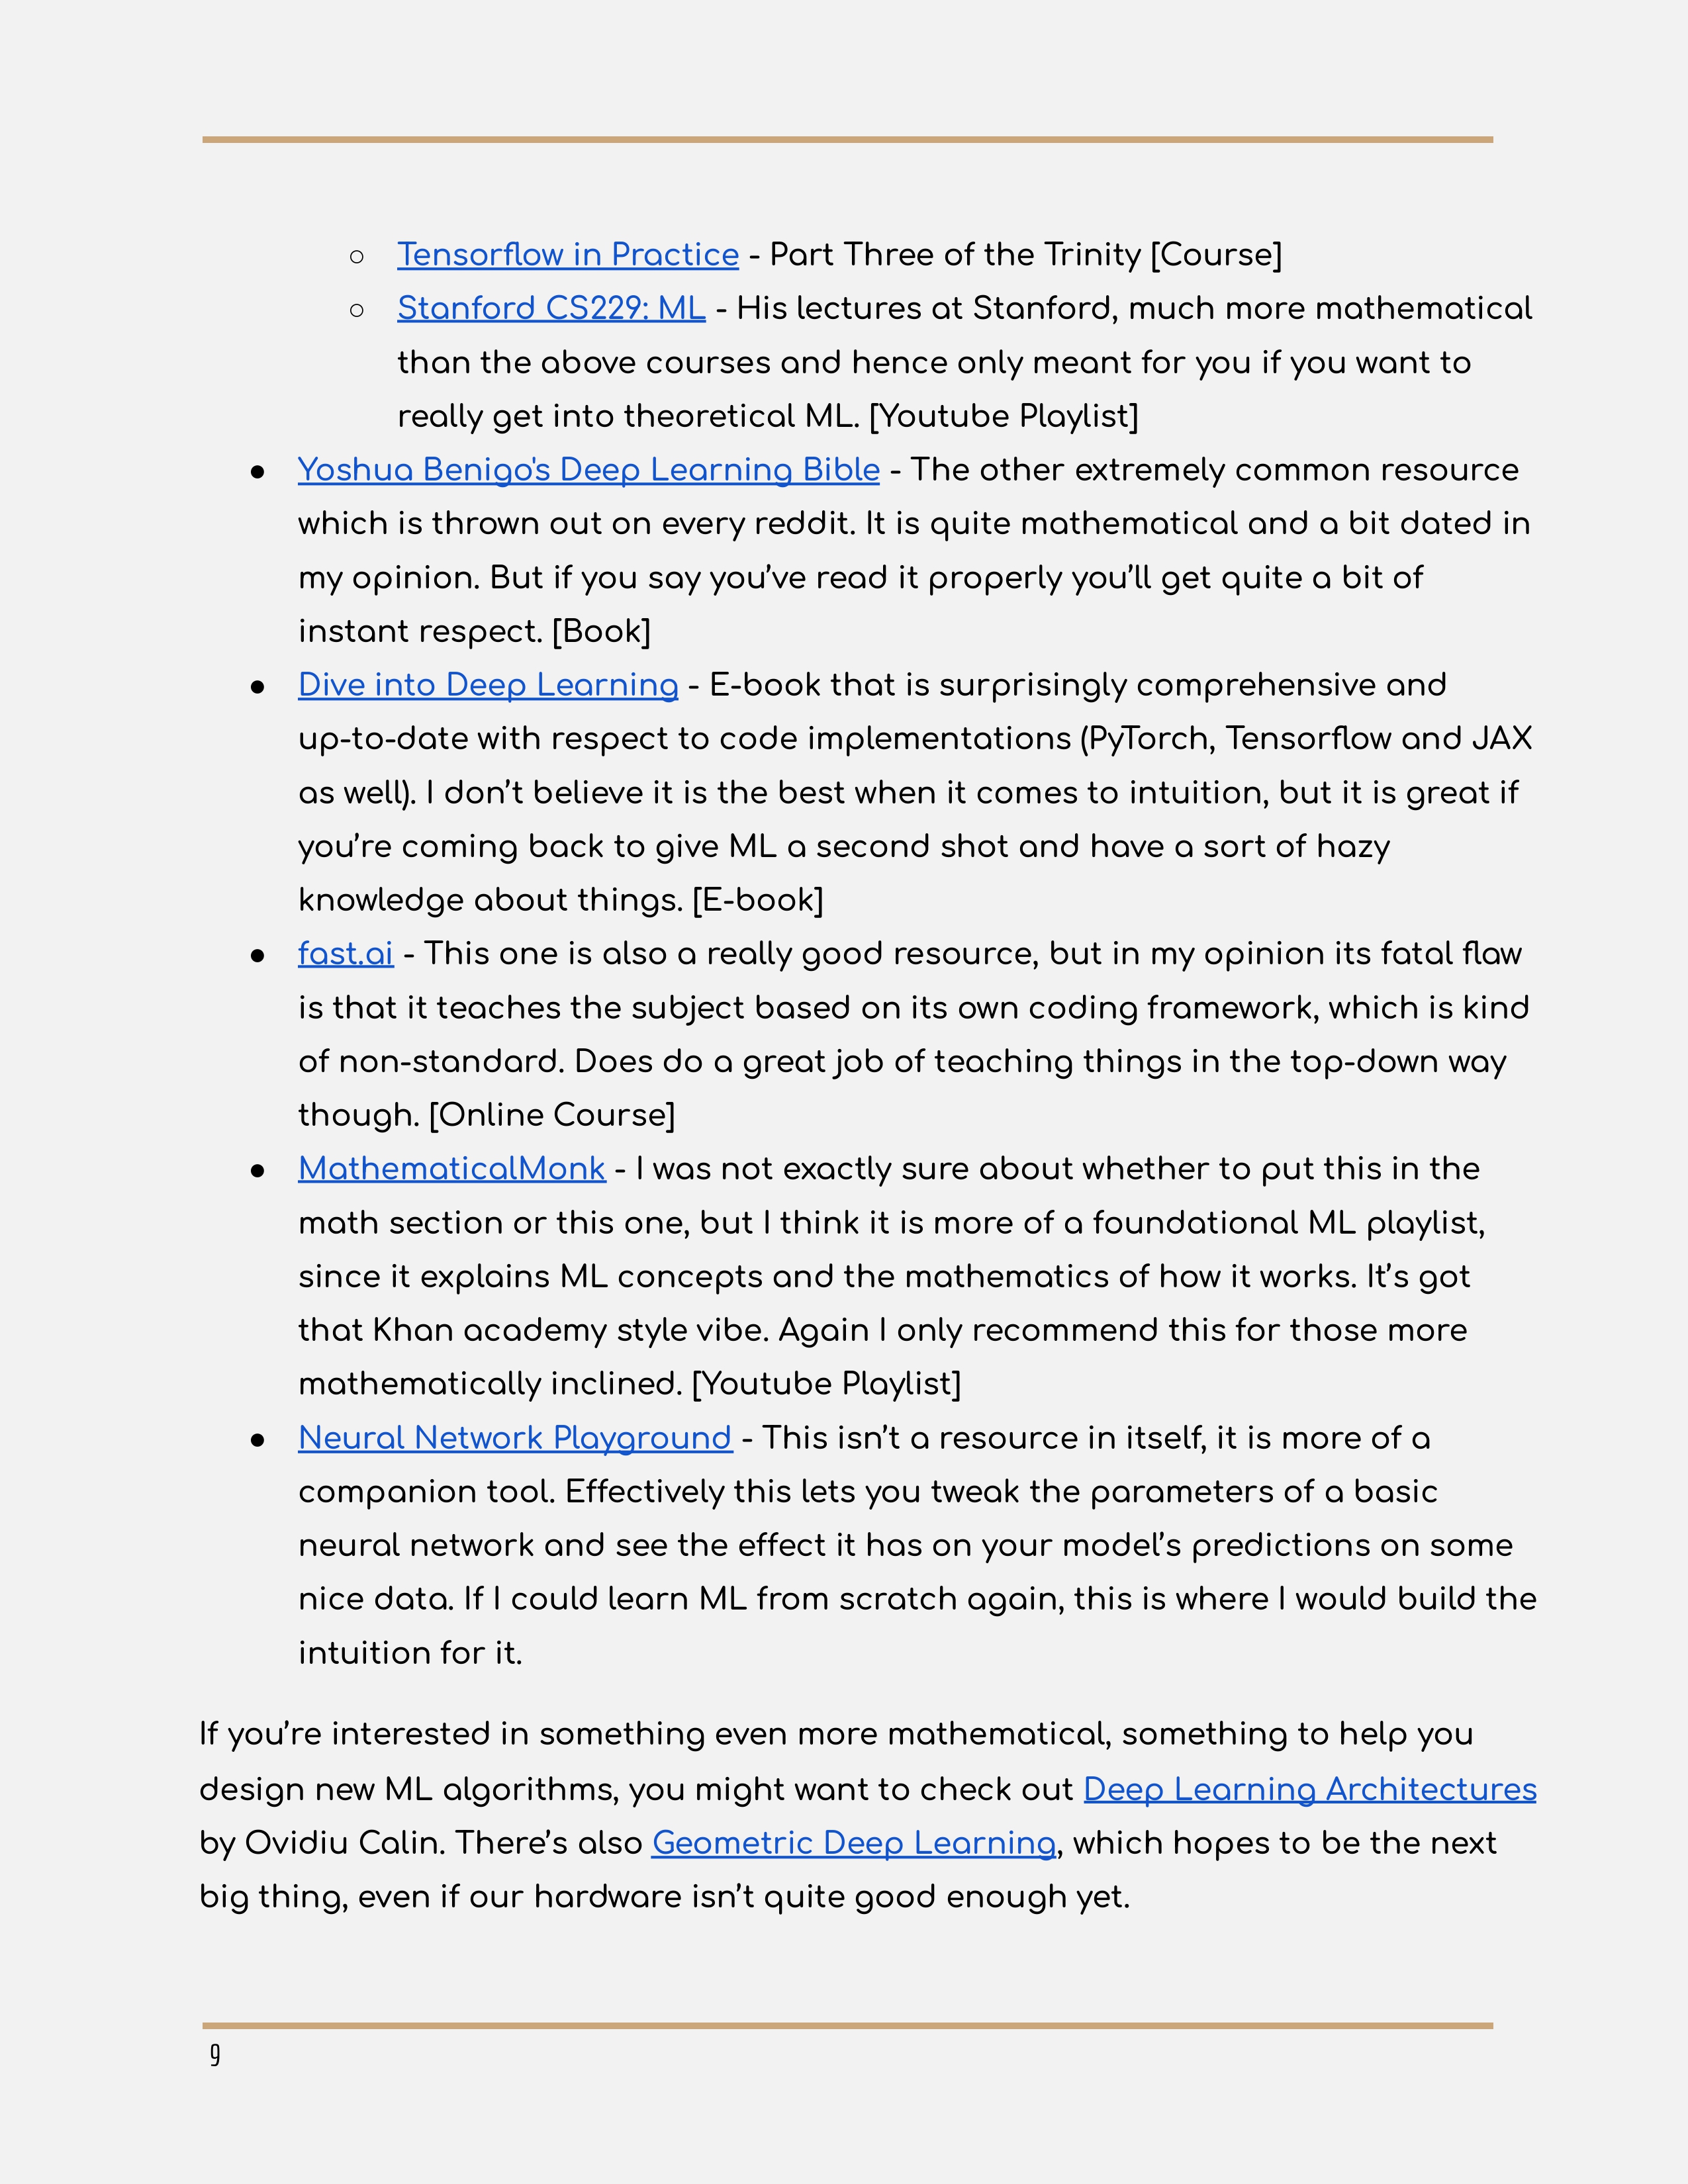 ○ Tensorflow in Practice - Part Three of the Trinity [Course]
○ Stanford CS229: ML - His lectures at Stanford, much more mathematical
than the above courses and hence only meant for you if you want to
really get into theoretical ML. [Youtube Playlist]
● Yoshua Benigo's Deep Learning Bible - The other extremely common resource
which is thrown out on every reddit. It is quite mathematical and a bit dated in
my opinion. But if you say you’ve read it properly you’ll get quite a bit of
instant respect. [Book]
● Dive into Deep Learning - E-book that is surprisingly comprehensive and
up-to-date with respect to code implementations (PyTorch, Tensorflow and JAX
as well). I don’t believe it is the best when it comes to intuition, but it is great if
you’re coming back to give ML a second shot and have a sort of hazy
knowledge about things. [E-book]
● fast.ai - This one is also a really good resource, but in my opinion its fatal flaw
is that it teaches the subject based on its own coding framework, which is kind
of non-standard. Does do a great job of teaching things in the top-down way
though. [Online Course]
● MathematicalMonk - I was not exactly sure about whether to put this in the
math section or this one, but I think it is more of a foundational ML playlist,
since it explains ML concepts and the mathematics of how it works. It’s got
that Khan academy style vibe. Again I only recommend this for those more
mathematically inclined. [Youtube Playlist]
● Neural Network Playground - This isn’t a resource in itself, it is more of a
companion tool. Effectively this lets you tweak the parameters of a basic
neural network and see the effect it has on your model’s predictions on some
nice data. If I could learn ML from scratch again, this is where I would build the
intuition for it.
If you’re interested in something even more mathematical, something to help you
design new ML algorithms, you might want to check out Deep Learning Architectures
by Ovidiu Calin. There’s also Geometric Deep Learning, which hopes to be the next
big thing, even if our hardware isn’t quite good enough yet.
9